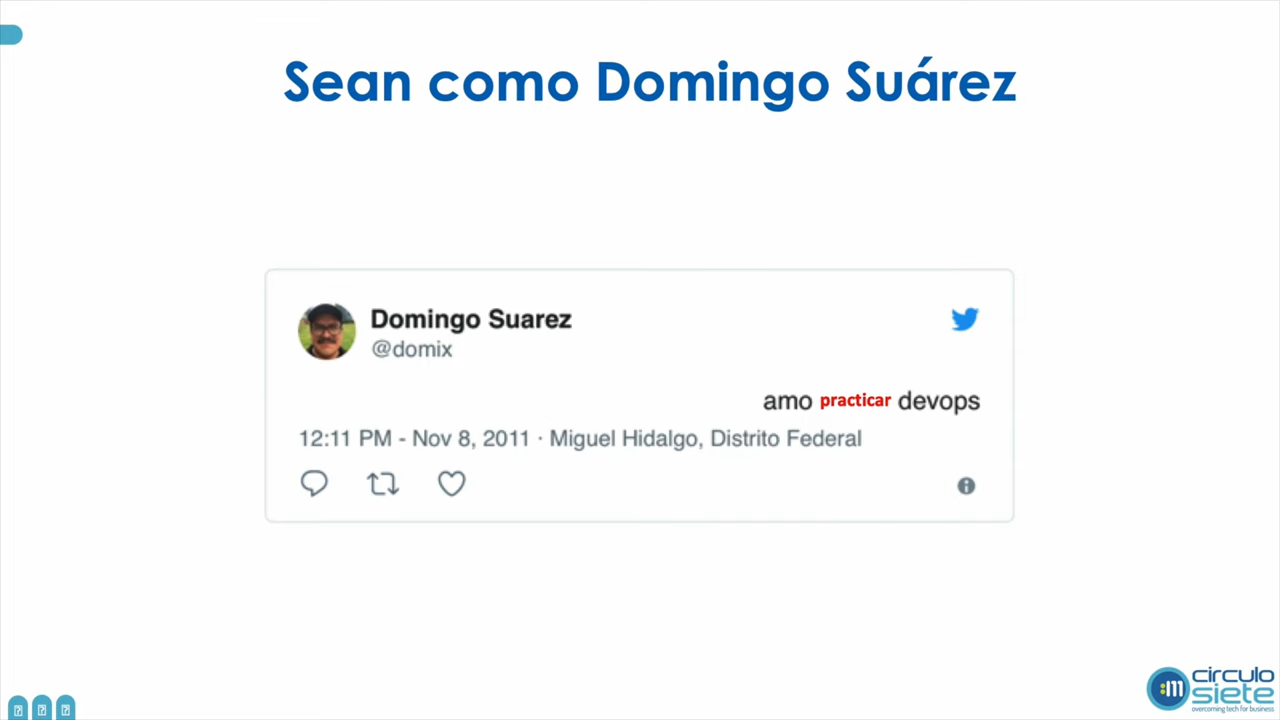 Sean como Domingo Suárez
Domingo Suarez
@domix
amo practicar devops
12:11 PM - Nov 8, 2011 · Miguel Hidalgo, Distrito Federal
:m
circulo
siete
overcoming tech for business